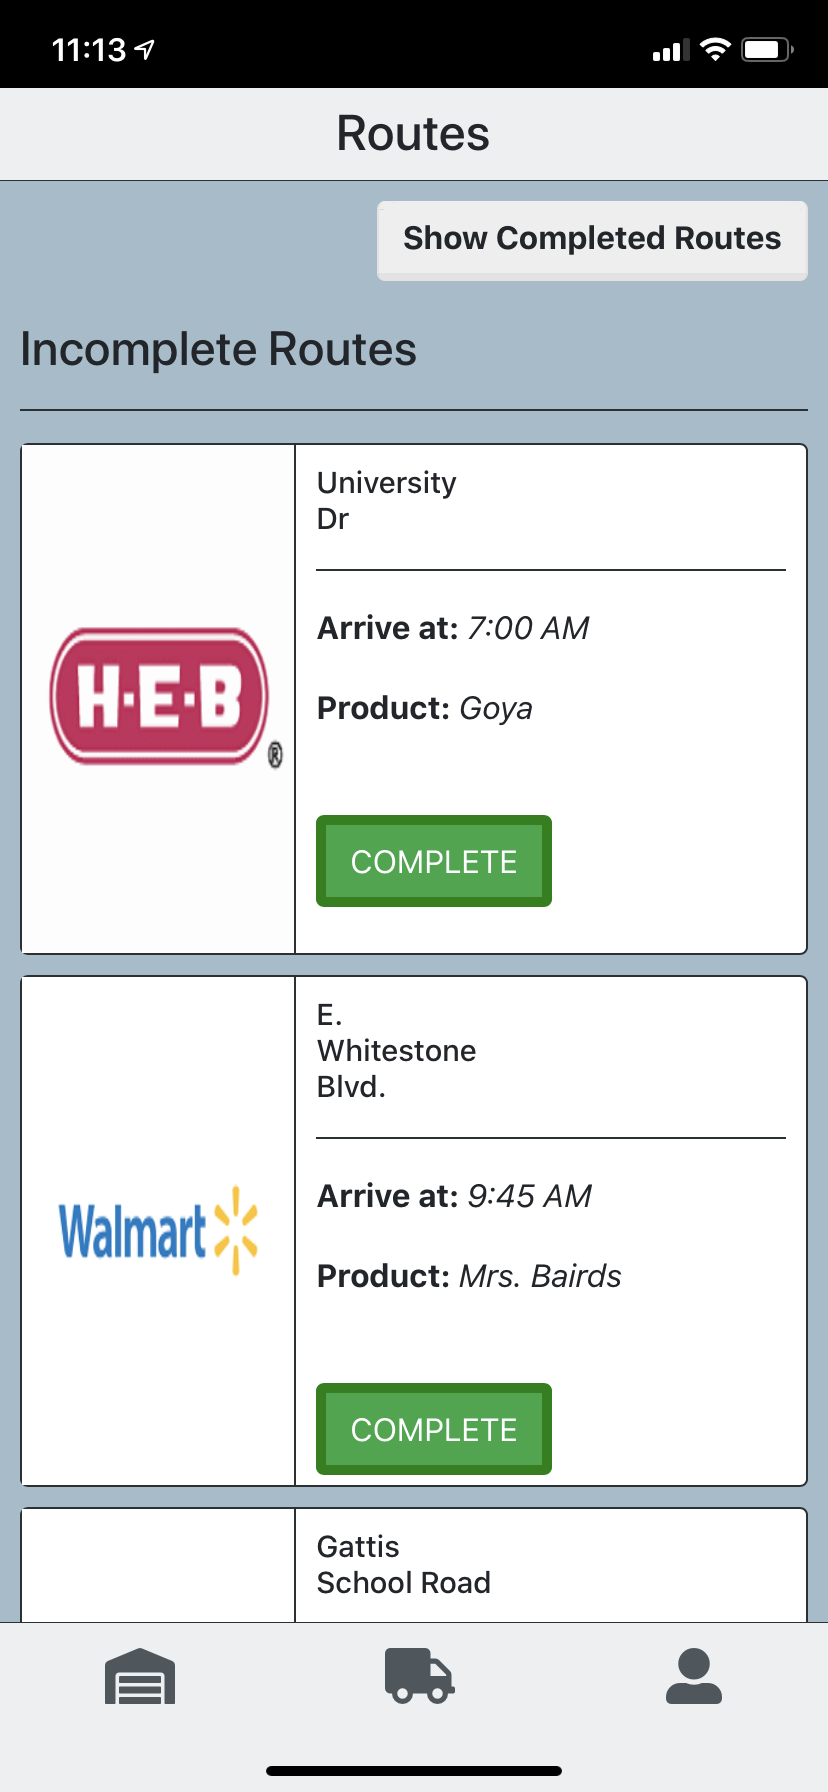 11:13
Routes
Show Completed Routes
Incomplete Routes
University
Dr
Arrive at: 7:00 AM
H·E·B
®
Product: Goya
COMPLETE
E.
Whitestone
Blvd.
Arrive at: 9:45 AM
Walmart
Product: Mrs. Bairds
COMPLETE
Gattis
School Road